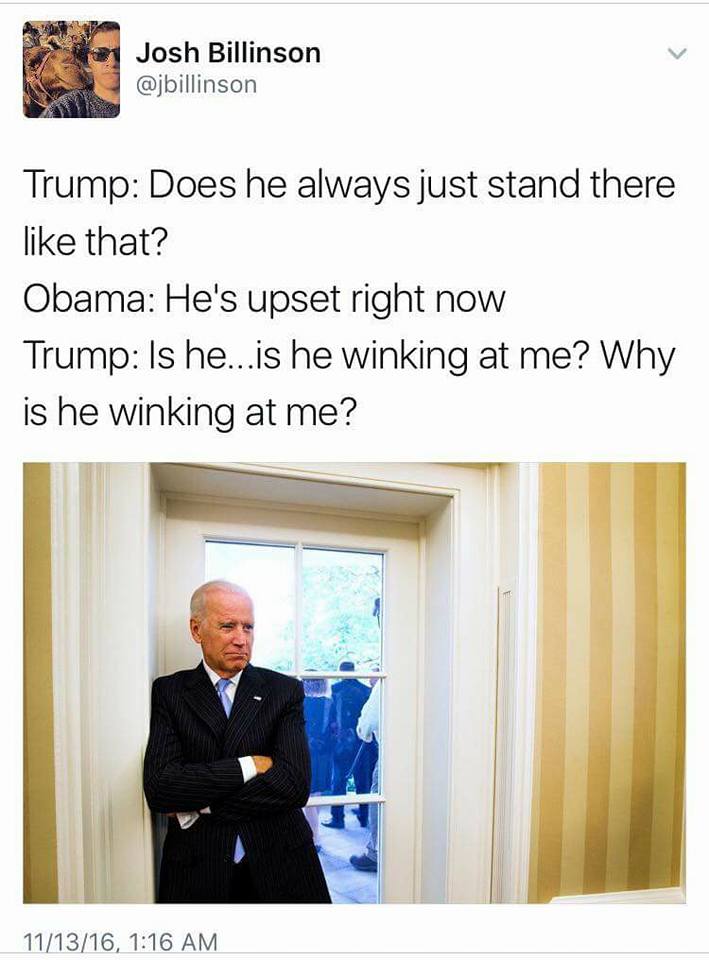 Josh Billinson
@jbillinson
Trump: Does he always just stand there
like that?
Obama: He's upset right now
Trump: Is he...is he winking at me? Why
is he winking at me?
11/13/16, 1:16 AM